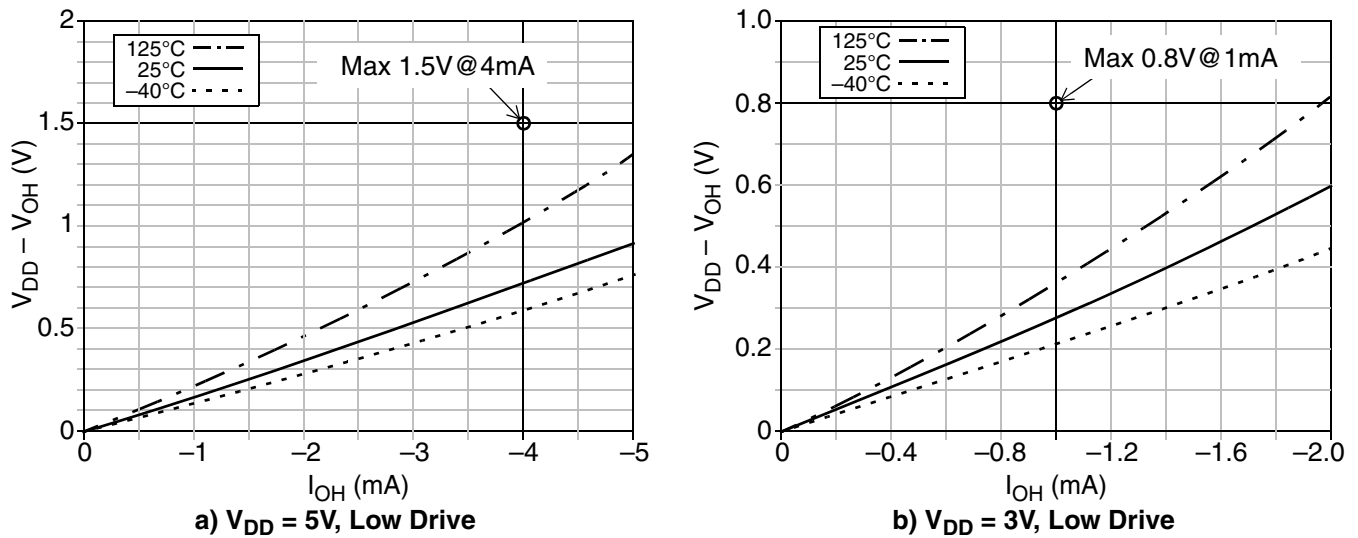 2
1.5
1
0.5
0
V_DD – V_OH (V)
125°C
25°C
–40°C
Max 1.5V@4mA
0
–1
–2
–3
–4
–5
I_OH (mA)
a) V_DD = 5V, Low Drive
1.0
0.8
0.6
0.4
0.2
0
V_DD – V_OH (V)
125°C
25°C
–40°C
Max 0.8V@1mA
0
–0.4
–0.8
–1.2
–1.6
–2.0
I_OH (mA)
b) V_DD = 3V, Low Drive